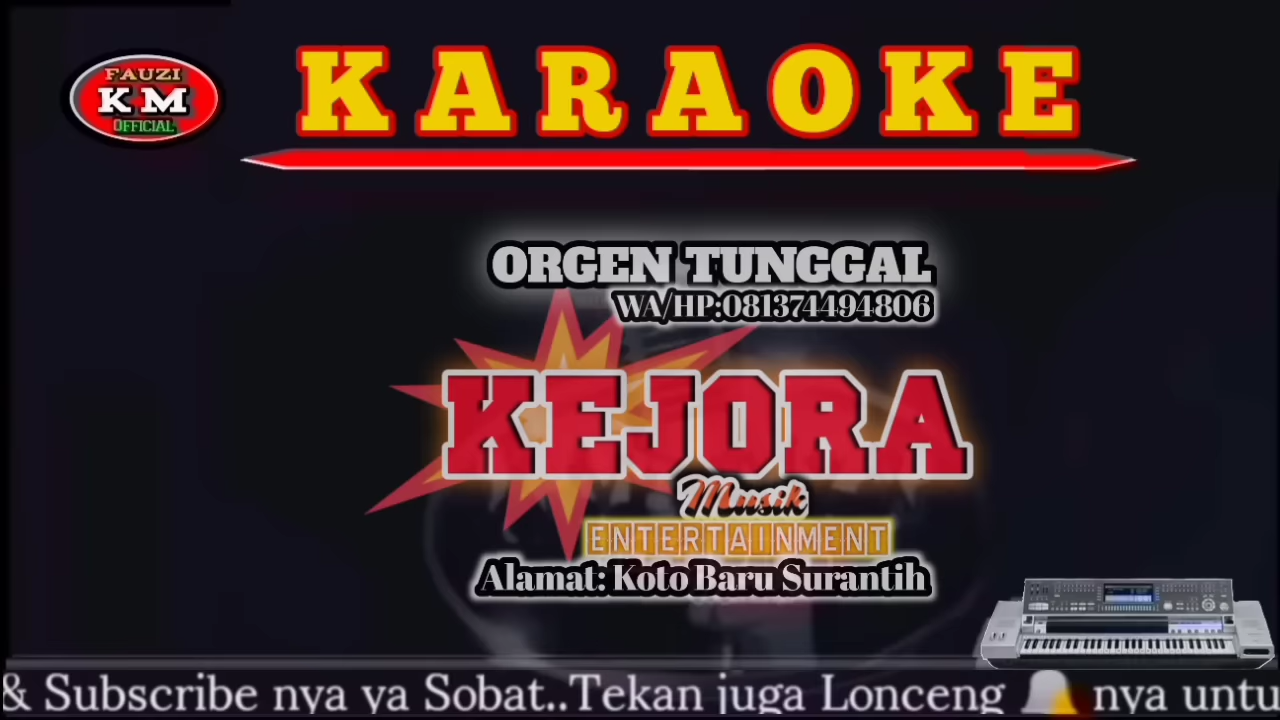 FAUZI
KM
OFFICIAL
KARAOKE
ORGEN TUNGGAL
WA/HP:081374494806
KEJORA
Musik
ENTERTAINMENT
Alamat: Koto Baru Surantih
& Subscribe nya ya Sobat..Tekan juga Lonceng 🔔 nya untu